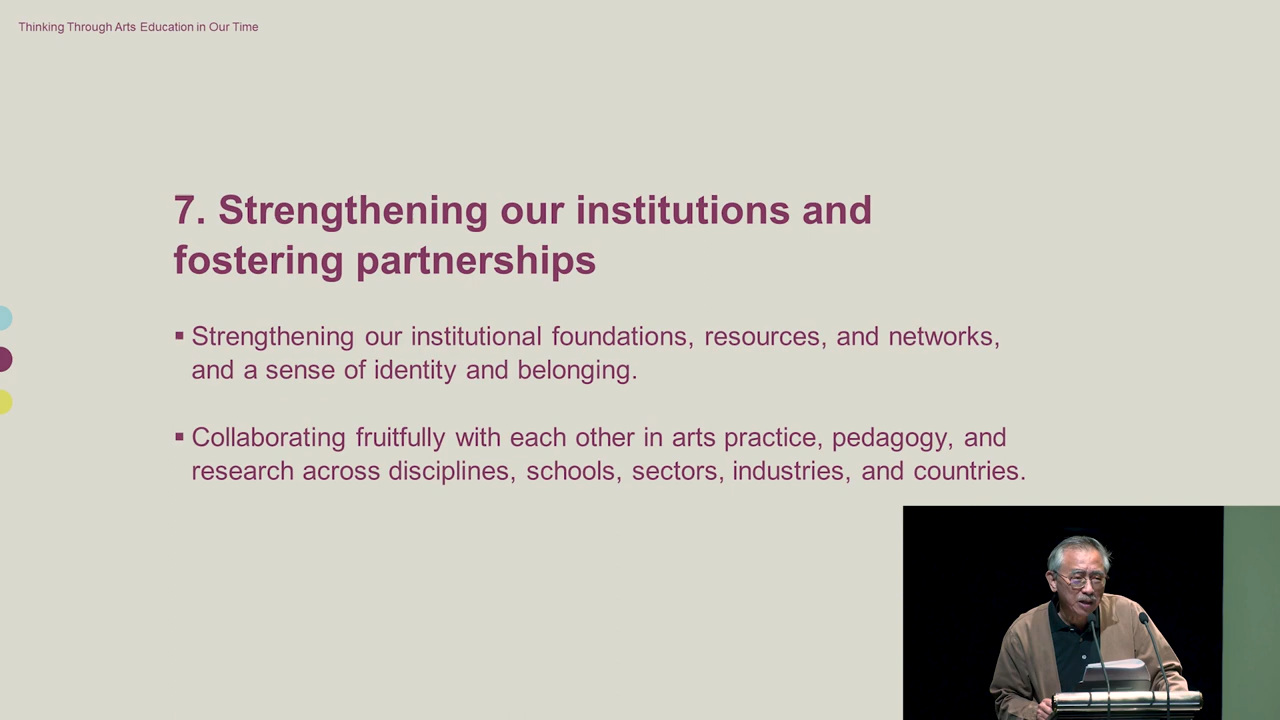 Thinking Through Arts Education in Our Time
7. Strengthening our institutions and
fostering partnerships
▪ Strengthening our institutional foundations, resources, and networks,
and a sense of identity and belonging.
▪ Collaborating fruitfully with each other in arts practice, pedagogy, and
research across disciplines, schools, sectors, industries, and countries.